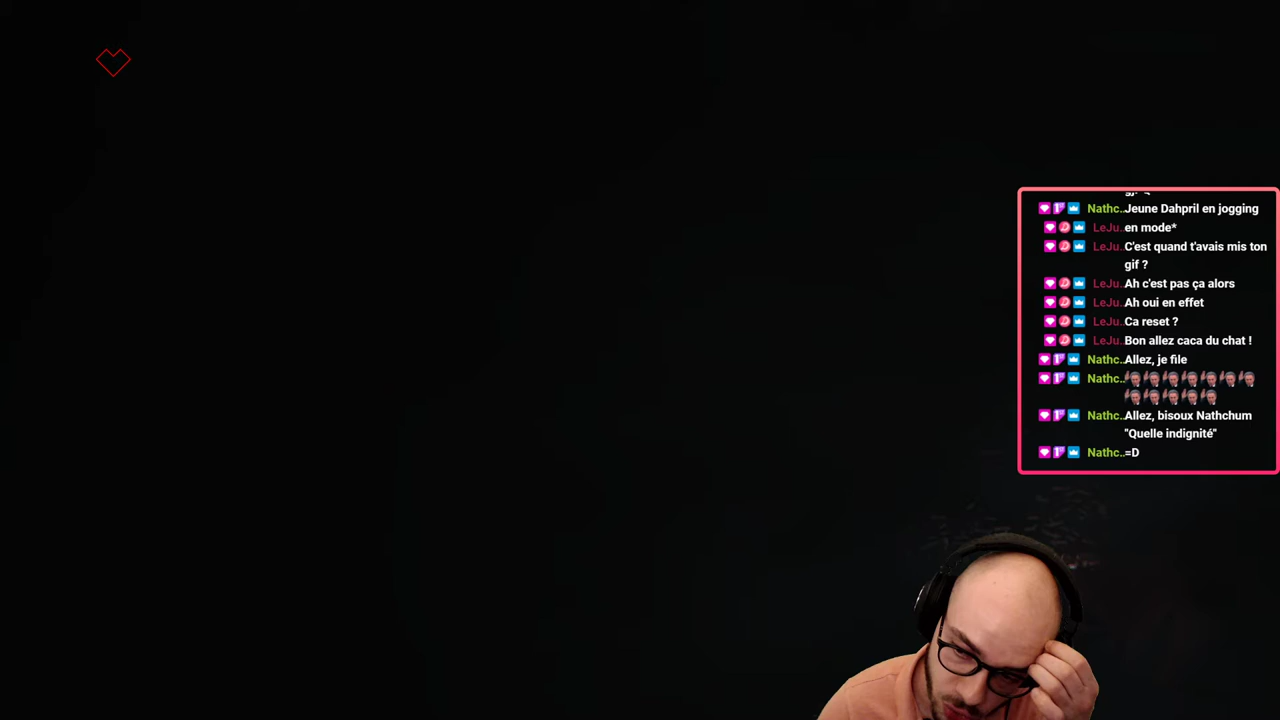 Nathc..Jeune Dahpril en jogging
LeJu..en mode*
LeJu..C'est quand t'avais mis ton
gif ?
LeJu..Ah c'est pas ça alors
LeJu..Ah oui en effet
LeJu..Ca reset ?
LeJu..Bon allez caca du chat !
Nathc..Allez, je file
Nathc..
Nathc..Allez, bisoux Nathchum
"Quelle indignité"
Nathc..=D